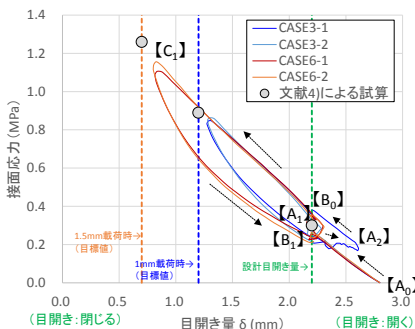 接面応力 (MPa)
1.4
1.2
1.0
0.8
0.6
0.4
0.2
0.0
CASE3-1
CASE3-2
CASE6-1
CASE6-2
文献4)による試算
【C₁】
【B₀】
【A₁】
【A₂】
【B₁】
【A₀】
1.5mm載荷時→
(目標値)
1mm載荷時→
(目標値)
設計目開き量→
0.0 0.5 1.0 1.5 2.0 2.5 3.0
(目開き:閉じる) 目開き量 δ (mm) (目開き:開く)